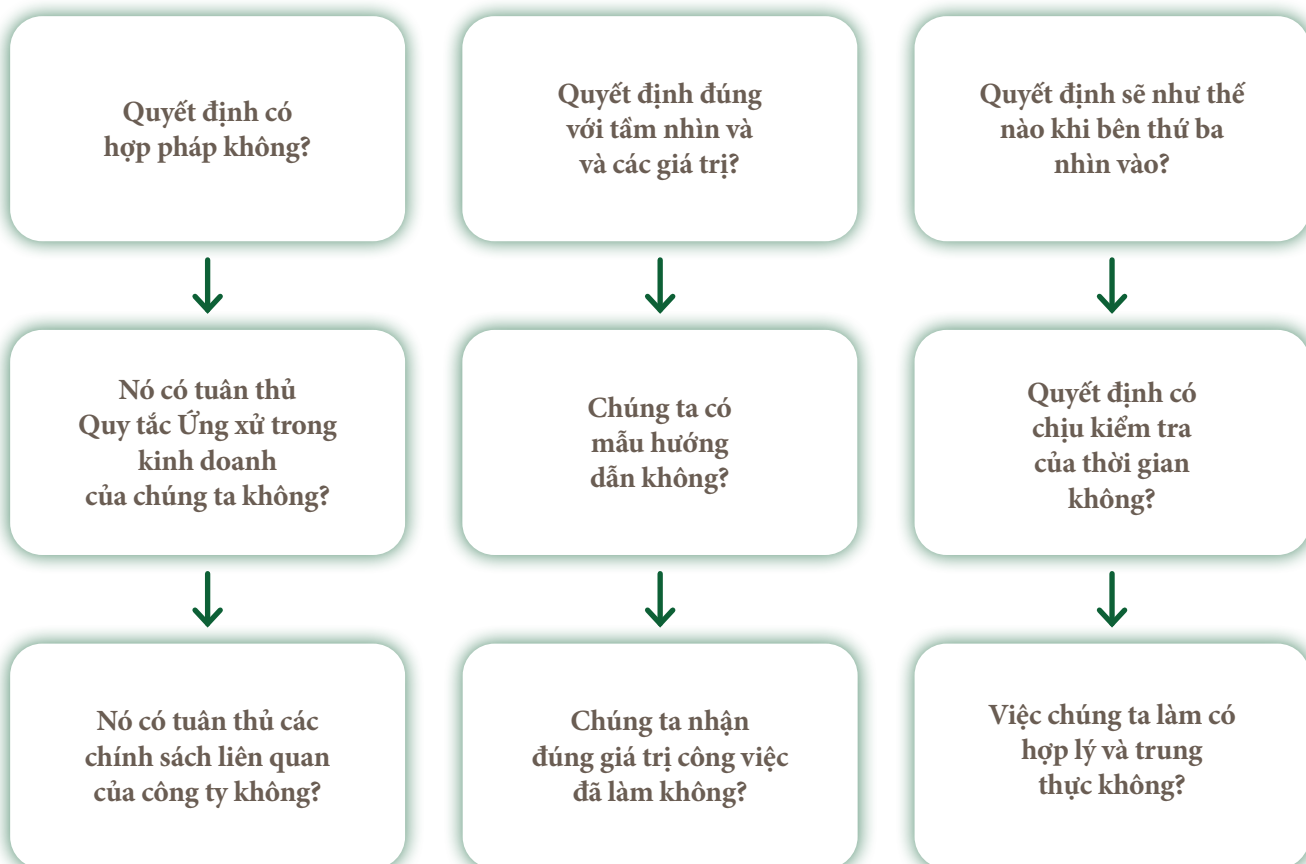 Quyết định có
hợp pháp không?
Quyết định đúng
với tầm nhìn và
và các giá trị?
Quyết định sẽ như thế
nào khi bên thứ ba
nhìn vào?
Nó có tuân thủ
Quy tắc Ứng xử trong
kinh doanh
của chúng ta không?
Chúng ta có
mẫu hướng
dẫn không?
Quyết định có
chịu kiểm tra
của thời gian
không?
Nó có tuân thủ các
chính sách liên quan
của công ty không?
Chúng ta nhận
đúng giá trị công việc
đã làm không?
Việc chúng ta làm có
hợp lý và trung
thực không?